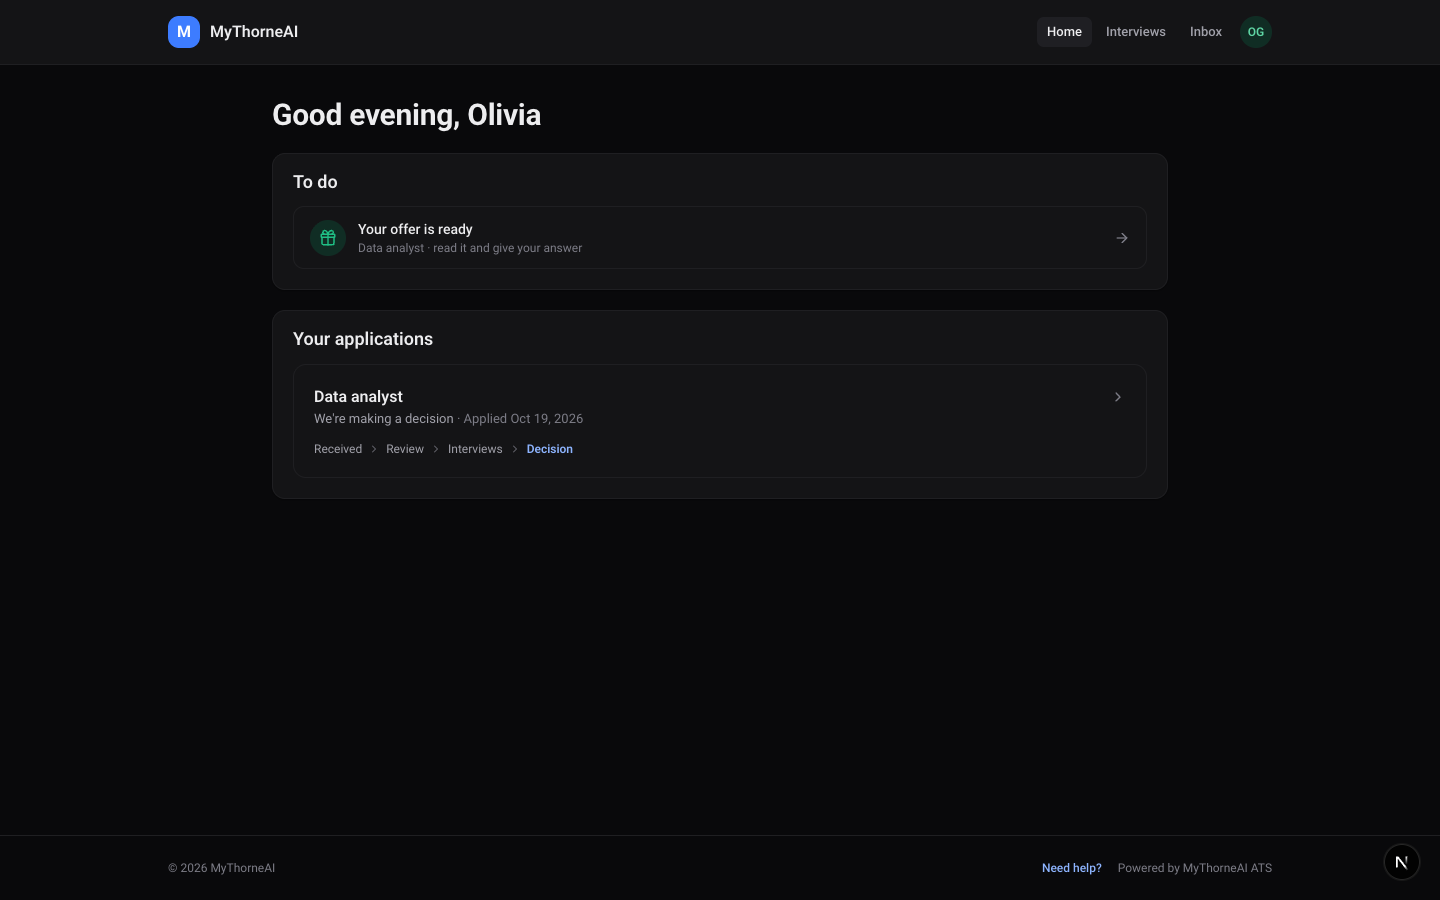 M MyThorneAI Home Interviews Inbox OG
Good evening, Olivia
To do
Your offer is ready
Data analyst · read it and give your answer
Your applications
Data analyst
We're making a decision · Applied Oct 19, 2026
Received > Review > Interviews > Decision
© 2026 MyThorneAI Need help? Powered by MyThorneAI ATS N